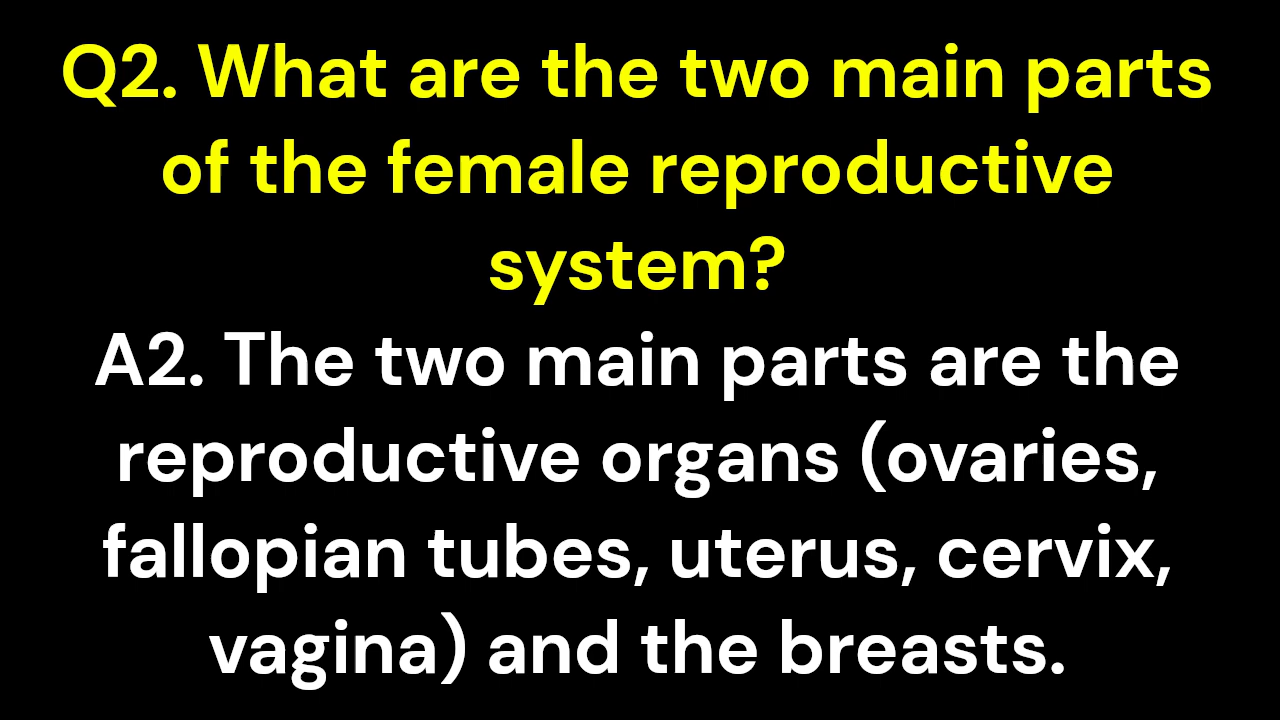 Q2. What are the two main parts
of the female reproductive
system?
A2. The two main parts are the
reproductive organs (ovaries,
fallopian tubes, uterus, cervix,
vagina) and the breasts.